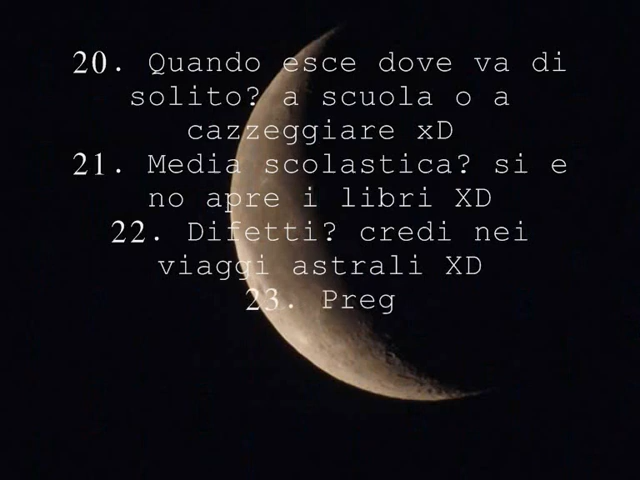 20. Quando esce dove va di
solito? a scuola o a
cazzeggiare xD
21. Media scolastica? si e
no apre i libri XD
22. Difetti? credi nei
viaggi astrali XD
23. Preg